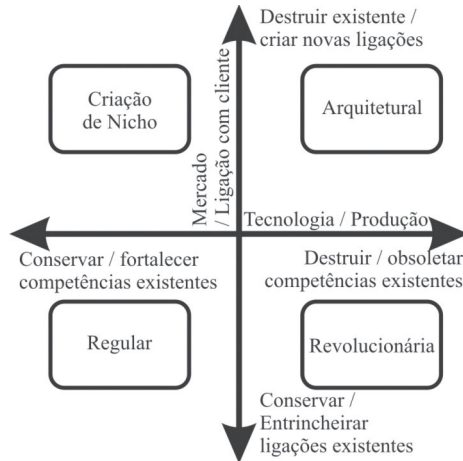 Destruir existente /
criar novas ligações
Criação
de Nicho
Mercado
/ Ligação com cliente
Arquitetural
Tecnologia / Produção
Conservar / fortalecer
competências existentes
Destruir / obsoletar
competências existentes
Regular
Revolucionária
Conservar /
Entrincheirar
ligações existentes